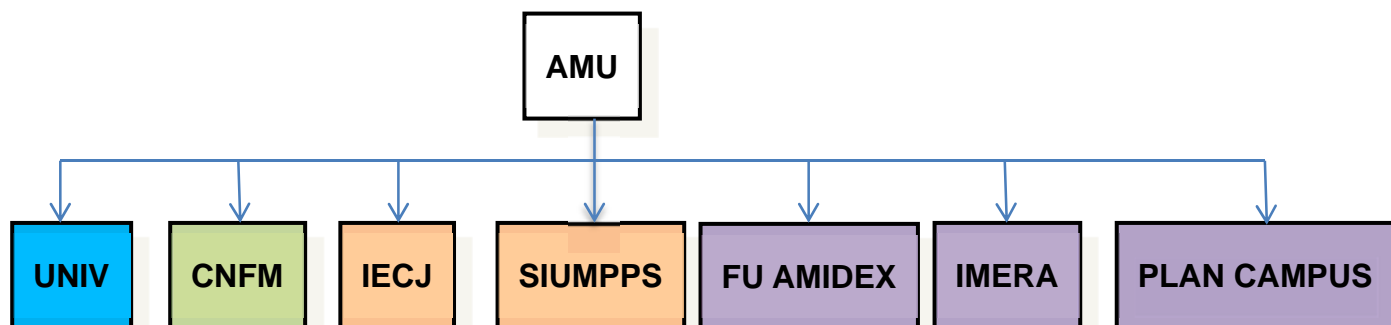 AMU
UNIV
CNFM
IECJ
SIUMPPS
FU AMIDEX
IMERA
PLAN CAMPUS